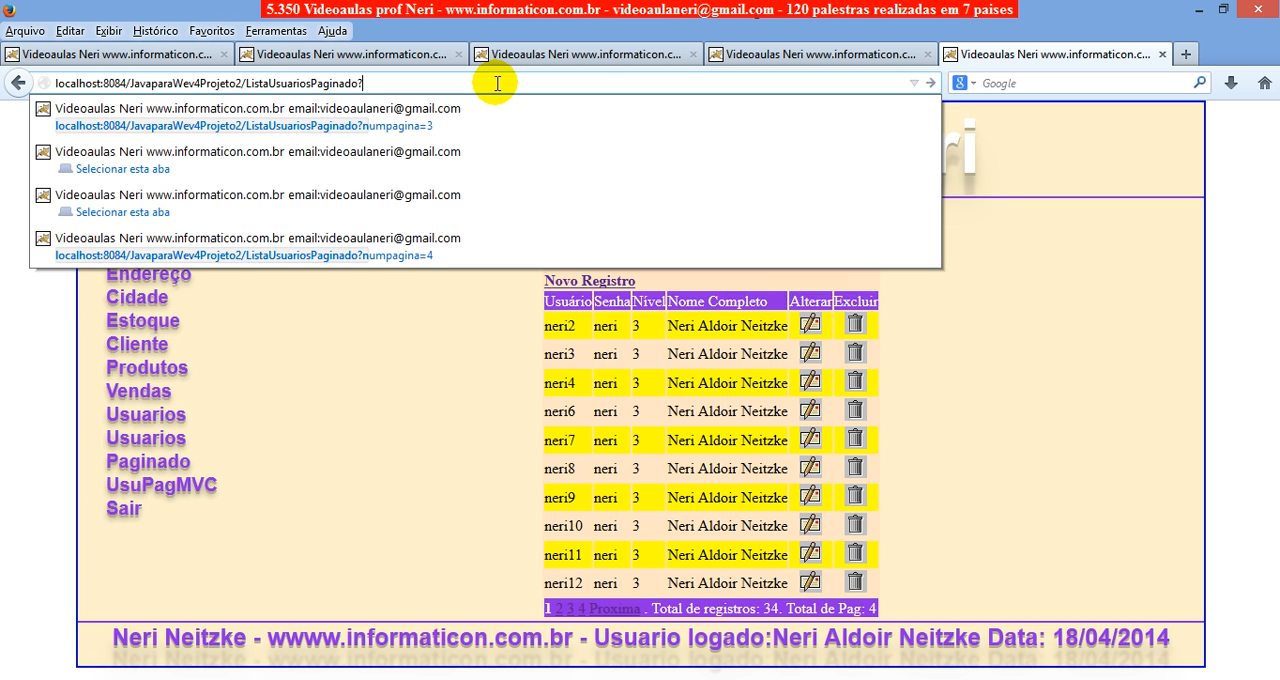 5.350 Videoaulas prof Neri - www.informaticon.com.br - videoaulaneri@gmail.com - 120 palestras realizadas em 7 paises
Arquivo Editar Exibir Histórico Favoritos Ferramentas Ajuda
Videoaulas Neri www.informaticon.c... Videoaulas Neri www.informaticon.c... Videoaulas Neri www.informaticon.c... Videoaulas Neri www.informaticon.c... Videoaulas Neri www.informaticon.c...
localhost:8084/JavaparaWev4Projeto2/ListaUsuariosPaginado? Google
Videoaulas Neri www.informaticon.com.br email:videoaulaneri@gmail.com
localhost:8084/JavaparaWev4Projeto2/ListaUsuariosPaginado?numpagina=3
Videoaulas Neri www.informaticon.com.br email:videoaulaneri@gmail.com
Selecionar esta aba
Videoaulas Neri www.informaticon.com.br email:videoaulaneri@gmail.com
Selecionar esta aba
Videoaulas Neri www.informaticon.com.br email:videoaulaneri@gmail.com
localhost:8084/JavaparaWev4Projeto2/ListaUsuariosPaginado?numpagina=4
Endereço
Cidade
Estoque
Cliente
Produtos
Vendas
Usuarios
Usuarios
Paginado
UsuPagMVC
Sair
Novo Registro
Usuário Senha Nível Nome Completo Alterar Excluir
neri2 neri 3 Neri Aldoir Neitzke
neri3 neri 3 Neri Aldoir Neitzke
neri4 neri 3 Neri Aldoir Neitzke
neri6 neri 3 Neri Aldoir Neitzke
neri7 neri 3 Neri Aldoir Neitzke
neri8 neri 3 Neri Aldoir Neitzke
neri9 neri 3 Neri Aldoir Neitzke
neri10 neri 3 Neri Aldoir Neitzke
neri11 neri 3 Neri Aldoir Neitzke
neri12 neri 3 Neri Aldoir Neitzke
1 2 3 4 Proxima . Total de registros: 34. Total de Pag: 4
Neri Neitzke - wwww.informaticon.com.br - Usuario logado:Neri Aldoir Neitzke Data: 18/04/2014